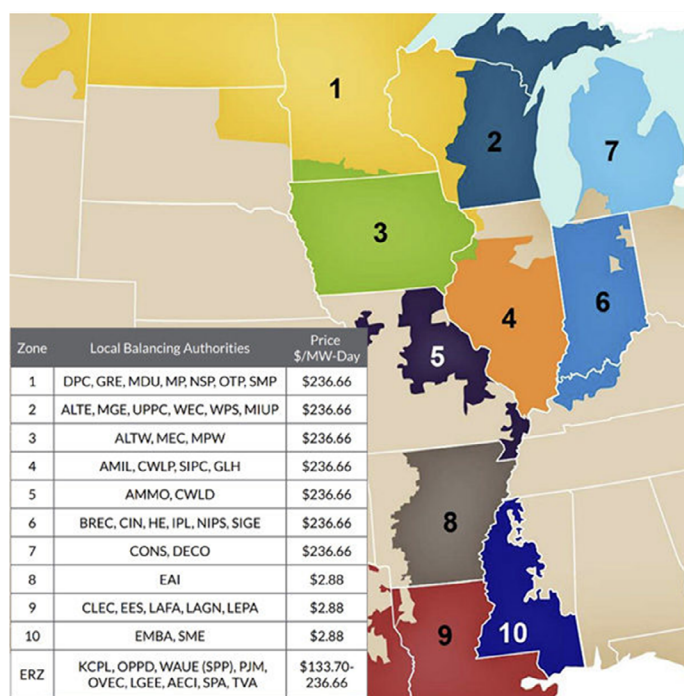 1
2
7
3
4
6
5
8
9
10
Zone Local Balancing Authorities Price $/MW-Day
1 DPC, GRE, MDU, MP, NSP, OTP, SMP $236.66
2 ALTE, MGE, UPPC, WEC, WPS, MIUP $236.66
3 ALTW, MEC, MPW $236.66
4 AMIL, CWLP, SIPC, GLH $236.66
5 AMMO, CWLD $236.66
6 BREC, CIN, HE, IPL, NIPS, SIGE $236.66
7 CONS, DECO $236.66
8 EAI $2.88
9 CLEC, EES, LAFA, LAGN, LEPA $2.88
10 EMBA, SME $2.88
ERZ KCPL, OPPD, WAUE (SPP), PJM, $133.70-
OVEC, LGEE, AECI, SPA, TVA 236.66